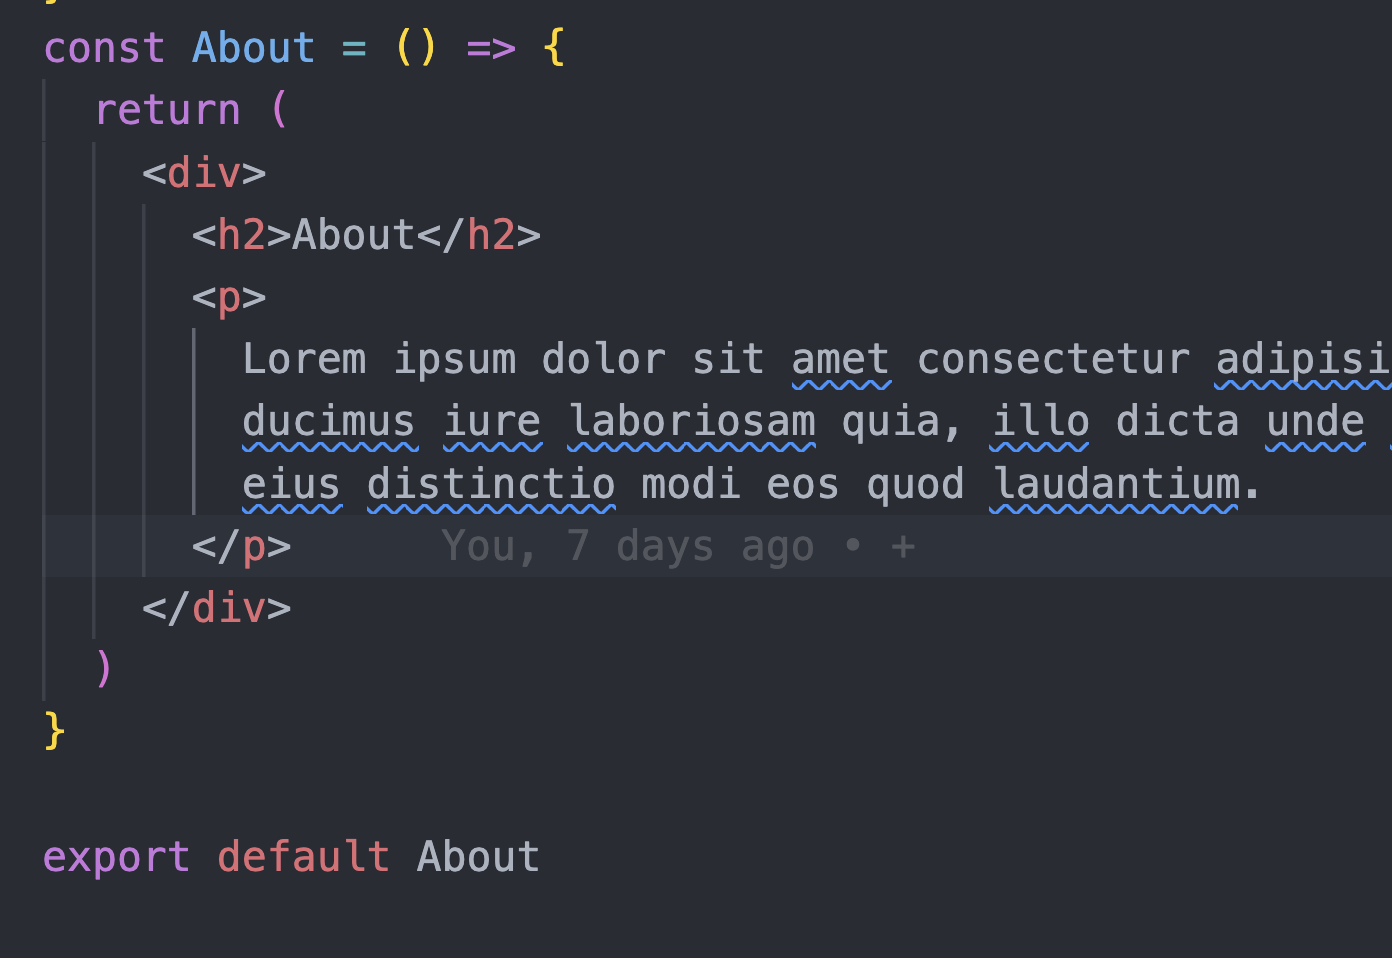 const About = () => {
return (
<div>
<h2>About</h2>
<p>
Lorem ipsum dolor sit amet consectetur
ducimus iure laboriosam quia, illo dicta unde
eius distinctio modi eos quod laudantium.
</p> You, 7 days ago • +
</div>
)
}
export default About